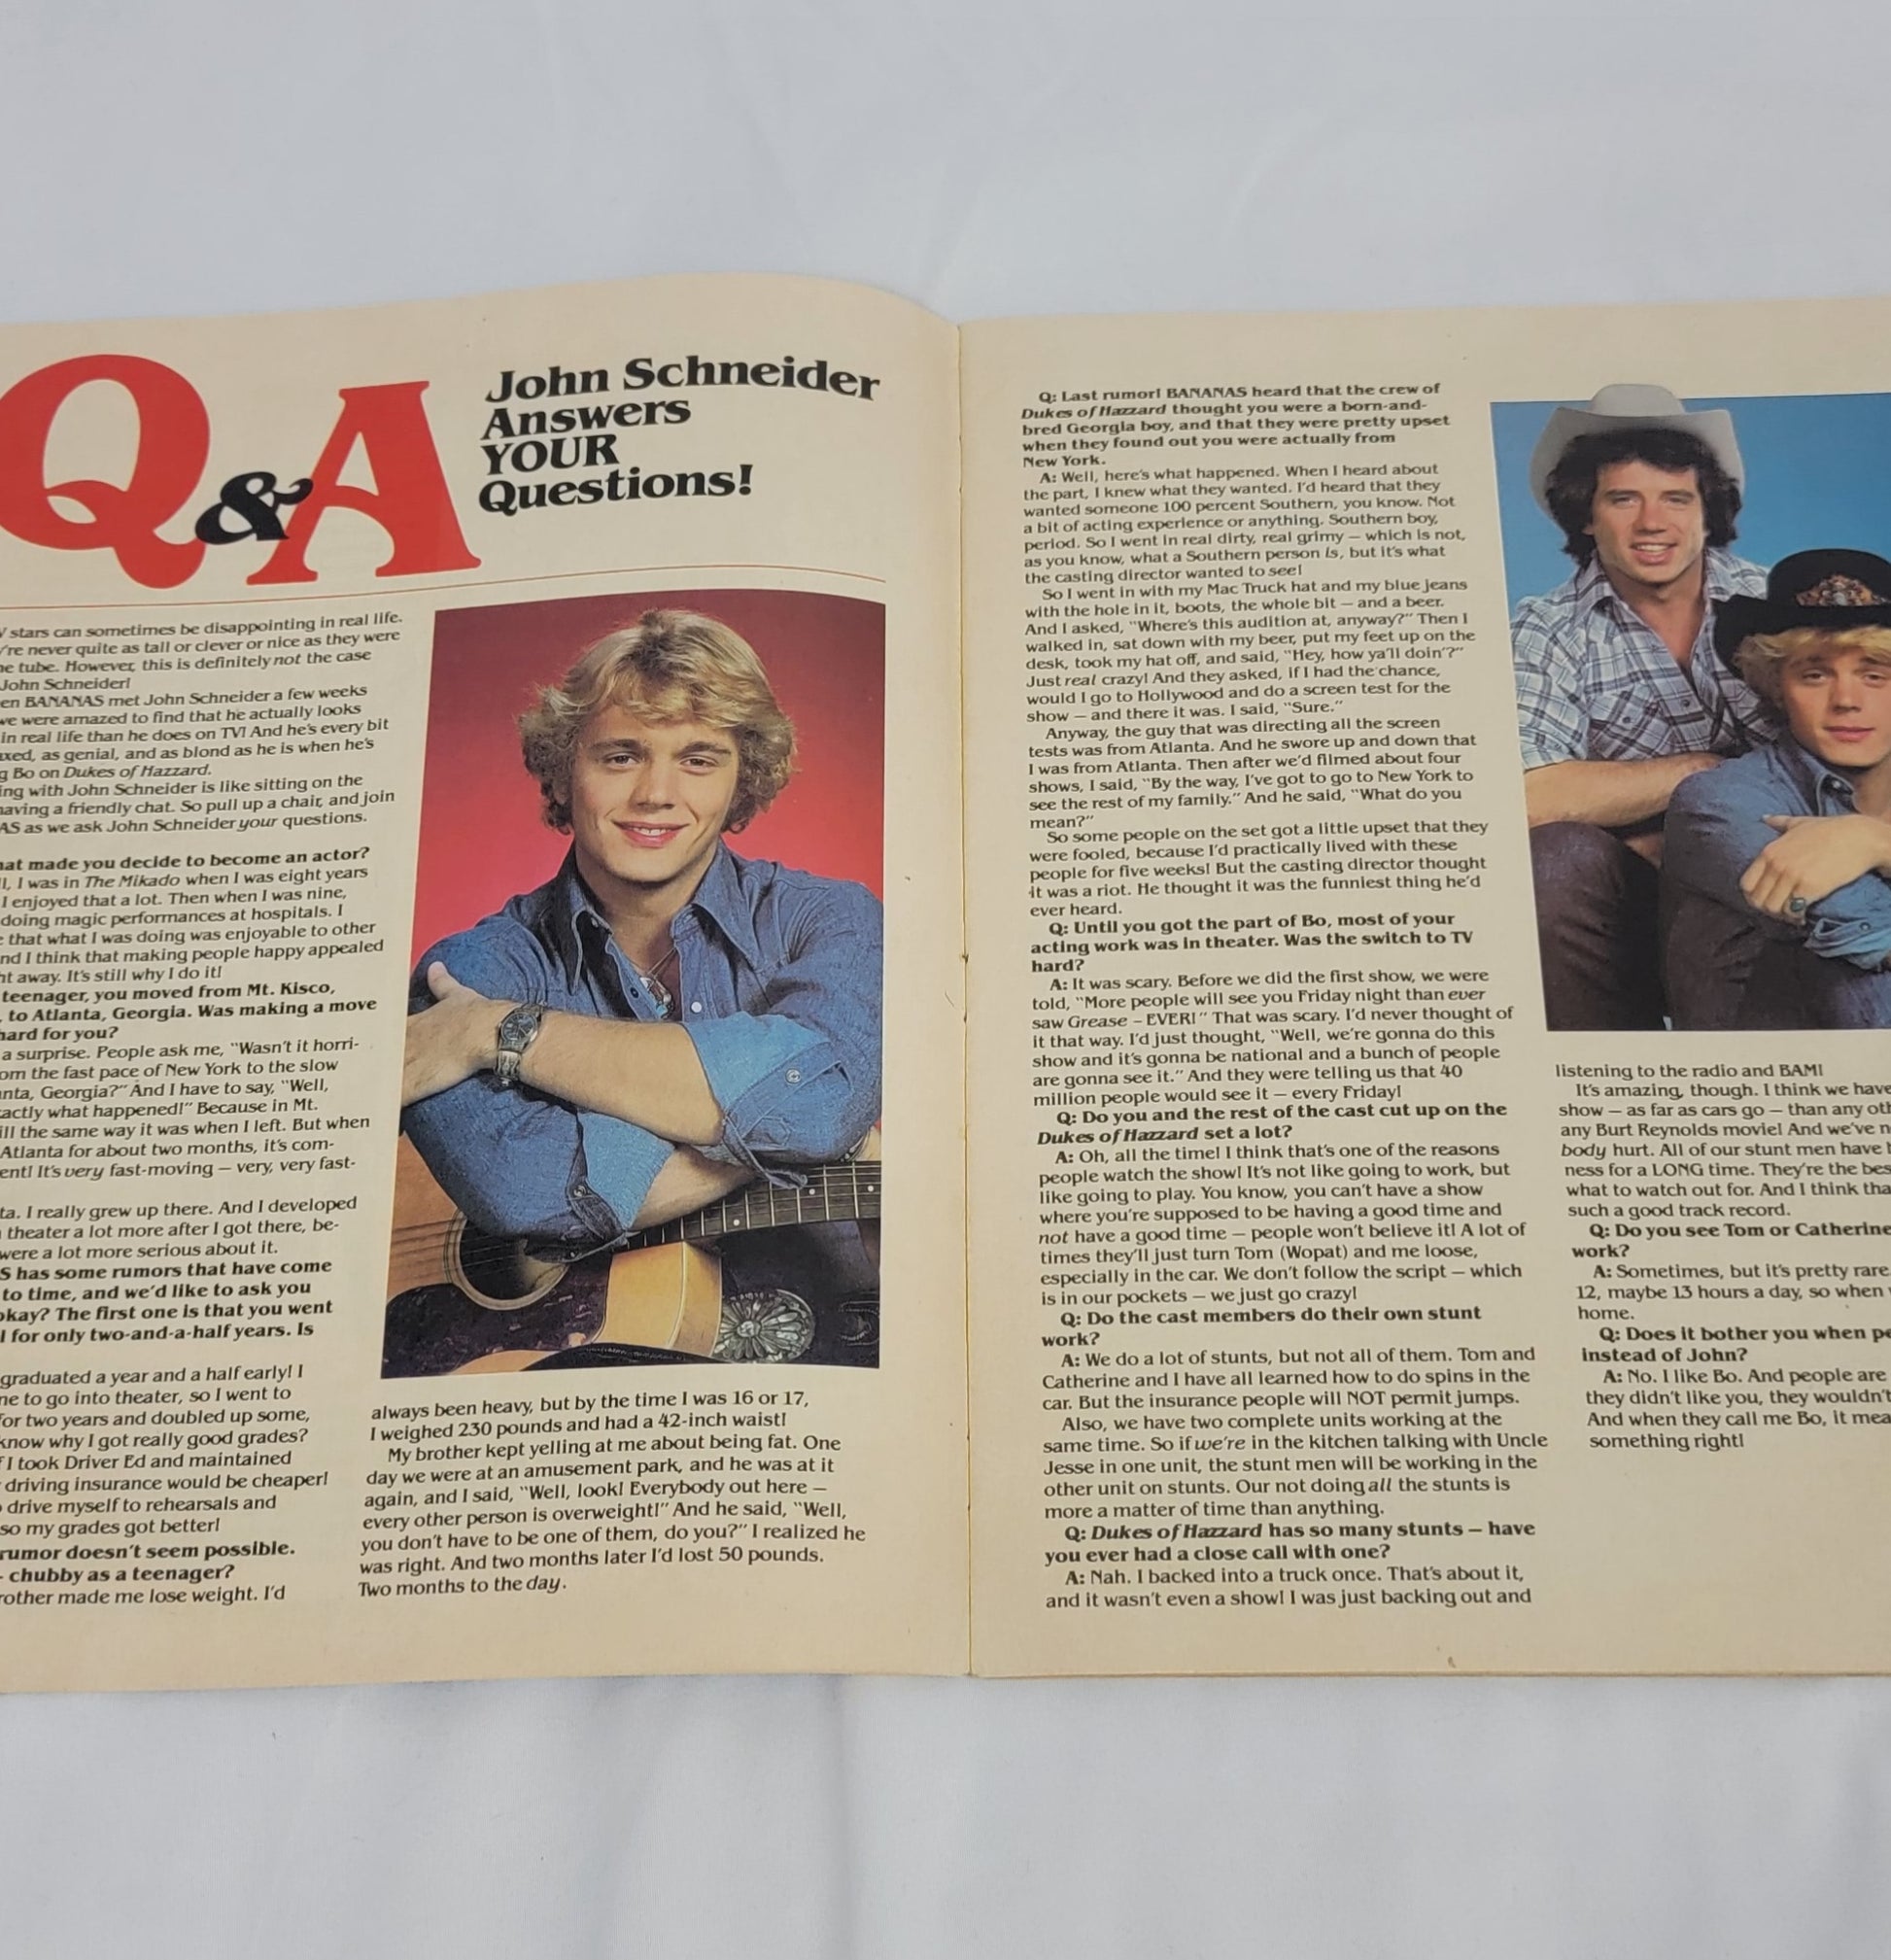 Q&A
John Schneider
Answers
YOUR
Questions!
stars can sometimes be disappointing in real life.
never quite as tall or clever or nice as they were
tube. However, this is definitely not the case
John Schneider!
BANANAS met John Schneider a few weeks
we were amazed to find that he actually looks
in real life than he does on TV! And he's every bit
as genial, and as blond as he is when he's
Bo on Dukes of Hazzard.
with John Schneider is like sitting on the
having a friendly chat. So pull up a chair, and join
as we ask John Schneider your questions.
made you decide to become an actor?
I was in The Mikado when I was eight years
I enjoyed that a lot. Then when I was nine,
doing magic performances at hospitals. I
that what I was doing was enjoyable to other
and I think that making people happy appealed
away. It's still why I do it!
teenager, you moved from Mt. Kisco,
to Atlanta, Georgia. Was making a move
hard for you?
a surprise. People ask me, "Wasn't it horri-
from the fast pace of New York to the slow
Georgia?" And I have to say, "Well,
what happened!" Because in Mt.
the same way it was when I left. But when
Atlanta for about two months, it's com-
It's very fast-moving — very, very fast-
I really grew up there. And I developed
theater a lot more after I got there, be-
were a lot more serious about it.
has some rumors that have come
to time, and we'd like to ask you
okay? The first one is that you went
for only two-and-a-half years. Is
graduated a year and a half early! I
to go into theater, so I went to
for two years and doubled up some,
know why I got really good grades?
I took Driver Ed and maintained
driving insurance would be cheaper!
drive myself to rehearsals and
so my grades got better!
rumor doesn't seem possible.
chubby as a teenager?
made me lose weight. I'd
always been heavy, but by the time I was 16 or 17,
I weighed 230 pounds and had a 42-inch waist!
My brother kept yelling at me about being fat. One
day we were at an amusement park, and he was at it
again, and I said, "Well, look! Everybody out here —
every other person is overweight!" And he said, "Well,
you don't have to be one of them, do you?" I realized he
was right. And two months later I'd lost 50 pounds.
Two months to the day.
Q: Last rumor! BANANAS heard that the crew of
Dukes of Hazzard thought you were a born-and-
bred Georgia boy, and that they were pretty upset
when they found out you were actually from
New York.
A: Well, here's what happened. When I heard about
the part, I knew what they wanted. I'd heard that they
wanted someone 100 percent Southern, you know. Not
a bit of acting experience or anything. Southern boy,
period. So I went in real dirty, real grimy — which is not,
as you know, what a Southern person is, but it's what
the casting director wanted to see!
So I went in with my Mac Truck hat and my blue jeans
with the hole in it, boots, the whole bit — and a beer.
And I asked, "Where's this audition at, anyway?" Then I
walked in, sat down with my beer, put my feet up on the
desk, took my hat off, and said, "Hey, how ya'll doin'?"
Just real crazy! And they asked, if I had the chance,
would I go to Hollywood and do a screen test for the
show — and there it was. I said, "Sure."
Anyway, the guy that was directing all the screen
tests was from Atlanta. And he swore up and down that
I was from Atlanta. Then after we'd filmed about four
shows, I said, "By the way, I've got to go to New York to
see the rest of my family." And he said, "What do you
mean?"
So some people on the set got a little upset that they
were fooled, because I'd practically lived with these
people for five weeks! But the casting director thought
it was a riot. He thought it was the funniest thing he'd
ever heard.
Q: Until you got the part of Bo, most of your
acting work was in theater. Was the switch to TV
hard?
A: It was scary. Before we did the first show, we were
told, "More people will see you Friday night than ever
saw Grease – EVER!" That was scary. I'd never thought of
it that way. I'd just thought, "Well, we're gonna do this
show and it's gonna be national and a bunch of people
are gonna see it." And they were telling us that 40
million people would see it — every Friday!
Q: Do you and the rest of the cast cut up on the
Dukes of Hazzard set a lot?
A: Oh, all the time! I think that's one of the reasons
people watch the show! It's not like going to work, but
like going to play. You know, you can't have a show
where you're supposed to be having a good time and
not have a good time — people won't believe it! A lot of
times they'll just turn Tom (Wopat) and me loose,
especially in the car. We don't follow the script — which
is in our pockets — we just go crazy!
Q: Do the cast members do their own stunt
work?
A: We do a lot of stunts, but not all of them. Tom and
Catherine and I have all learned how to do spins in the
car. But the insurance people will NOT permit jumps.
Also, we have two complete units working at the
same time. So if we're in the kitchen talking with Uncle
Jesse in one unit, the stunt men will be working in the
other unit on stunts. Our not doing all the stunts is
more a matter of time than anything.
Q: Dukes of Hazzard has so many stunts — have
you ever had a close call with one?
A: Nah. I backed into a truck once. That's about it,
and it wasn't even a show! I was just backing out and
listening to the radio and BAM!
It's amazing, though. I think we have
show — as far as cars go — than any
any Burt Reynolds movie! And we've
body hurt. All of our stunt men have
ness for a LONG time. They're the
what to watch out for. And I think
such a good track record.
Q: Do you see Tom or Catherine
work?
A: Sometimes, but it's pretty rare
12, maybe 13 hours a day, so when
home.
Q: Does it bother you when
instead of John?
A: No. I like Bo. And people are
they didn't like you, they wouldn't
And when they call me Bo, it
something right!